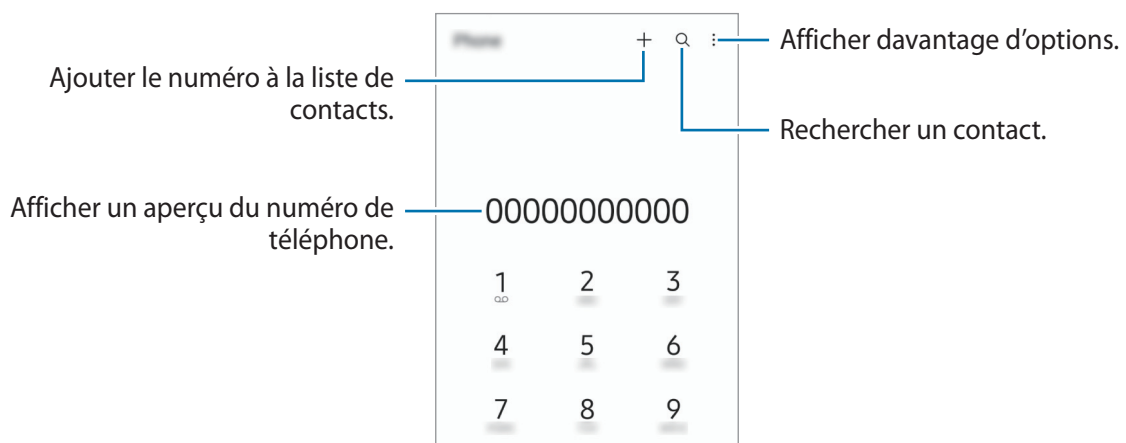 Phone
Afficher davantage d'options.
Ajouter le numéro à la liste de
contacts.
Rechercher un contact.
Afficher un aperçu du numéro de
téléphone.
00000000000
1 2 3
4 5 6
7 8 9